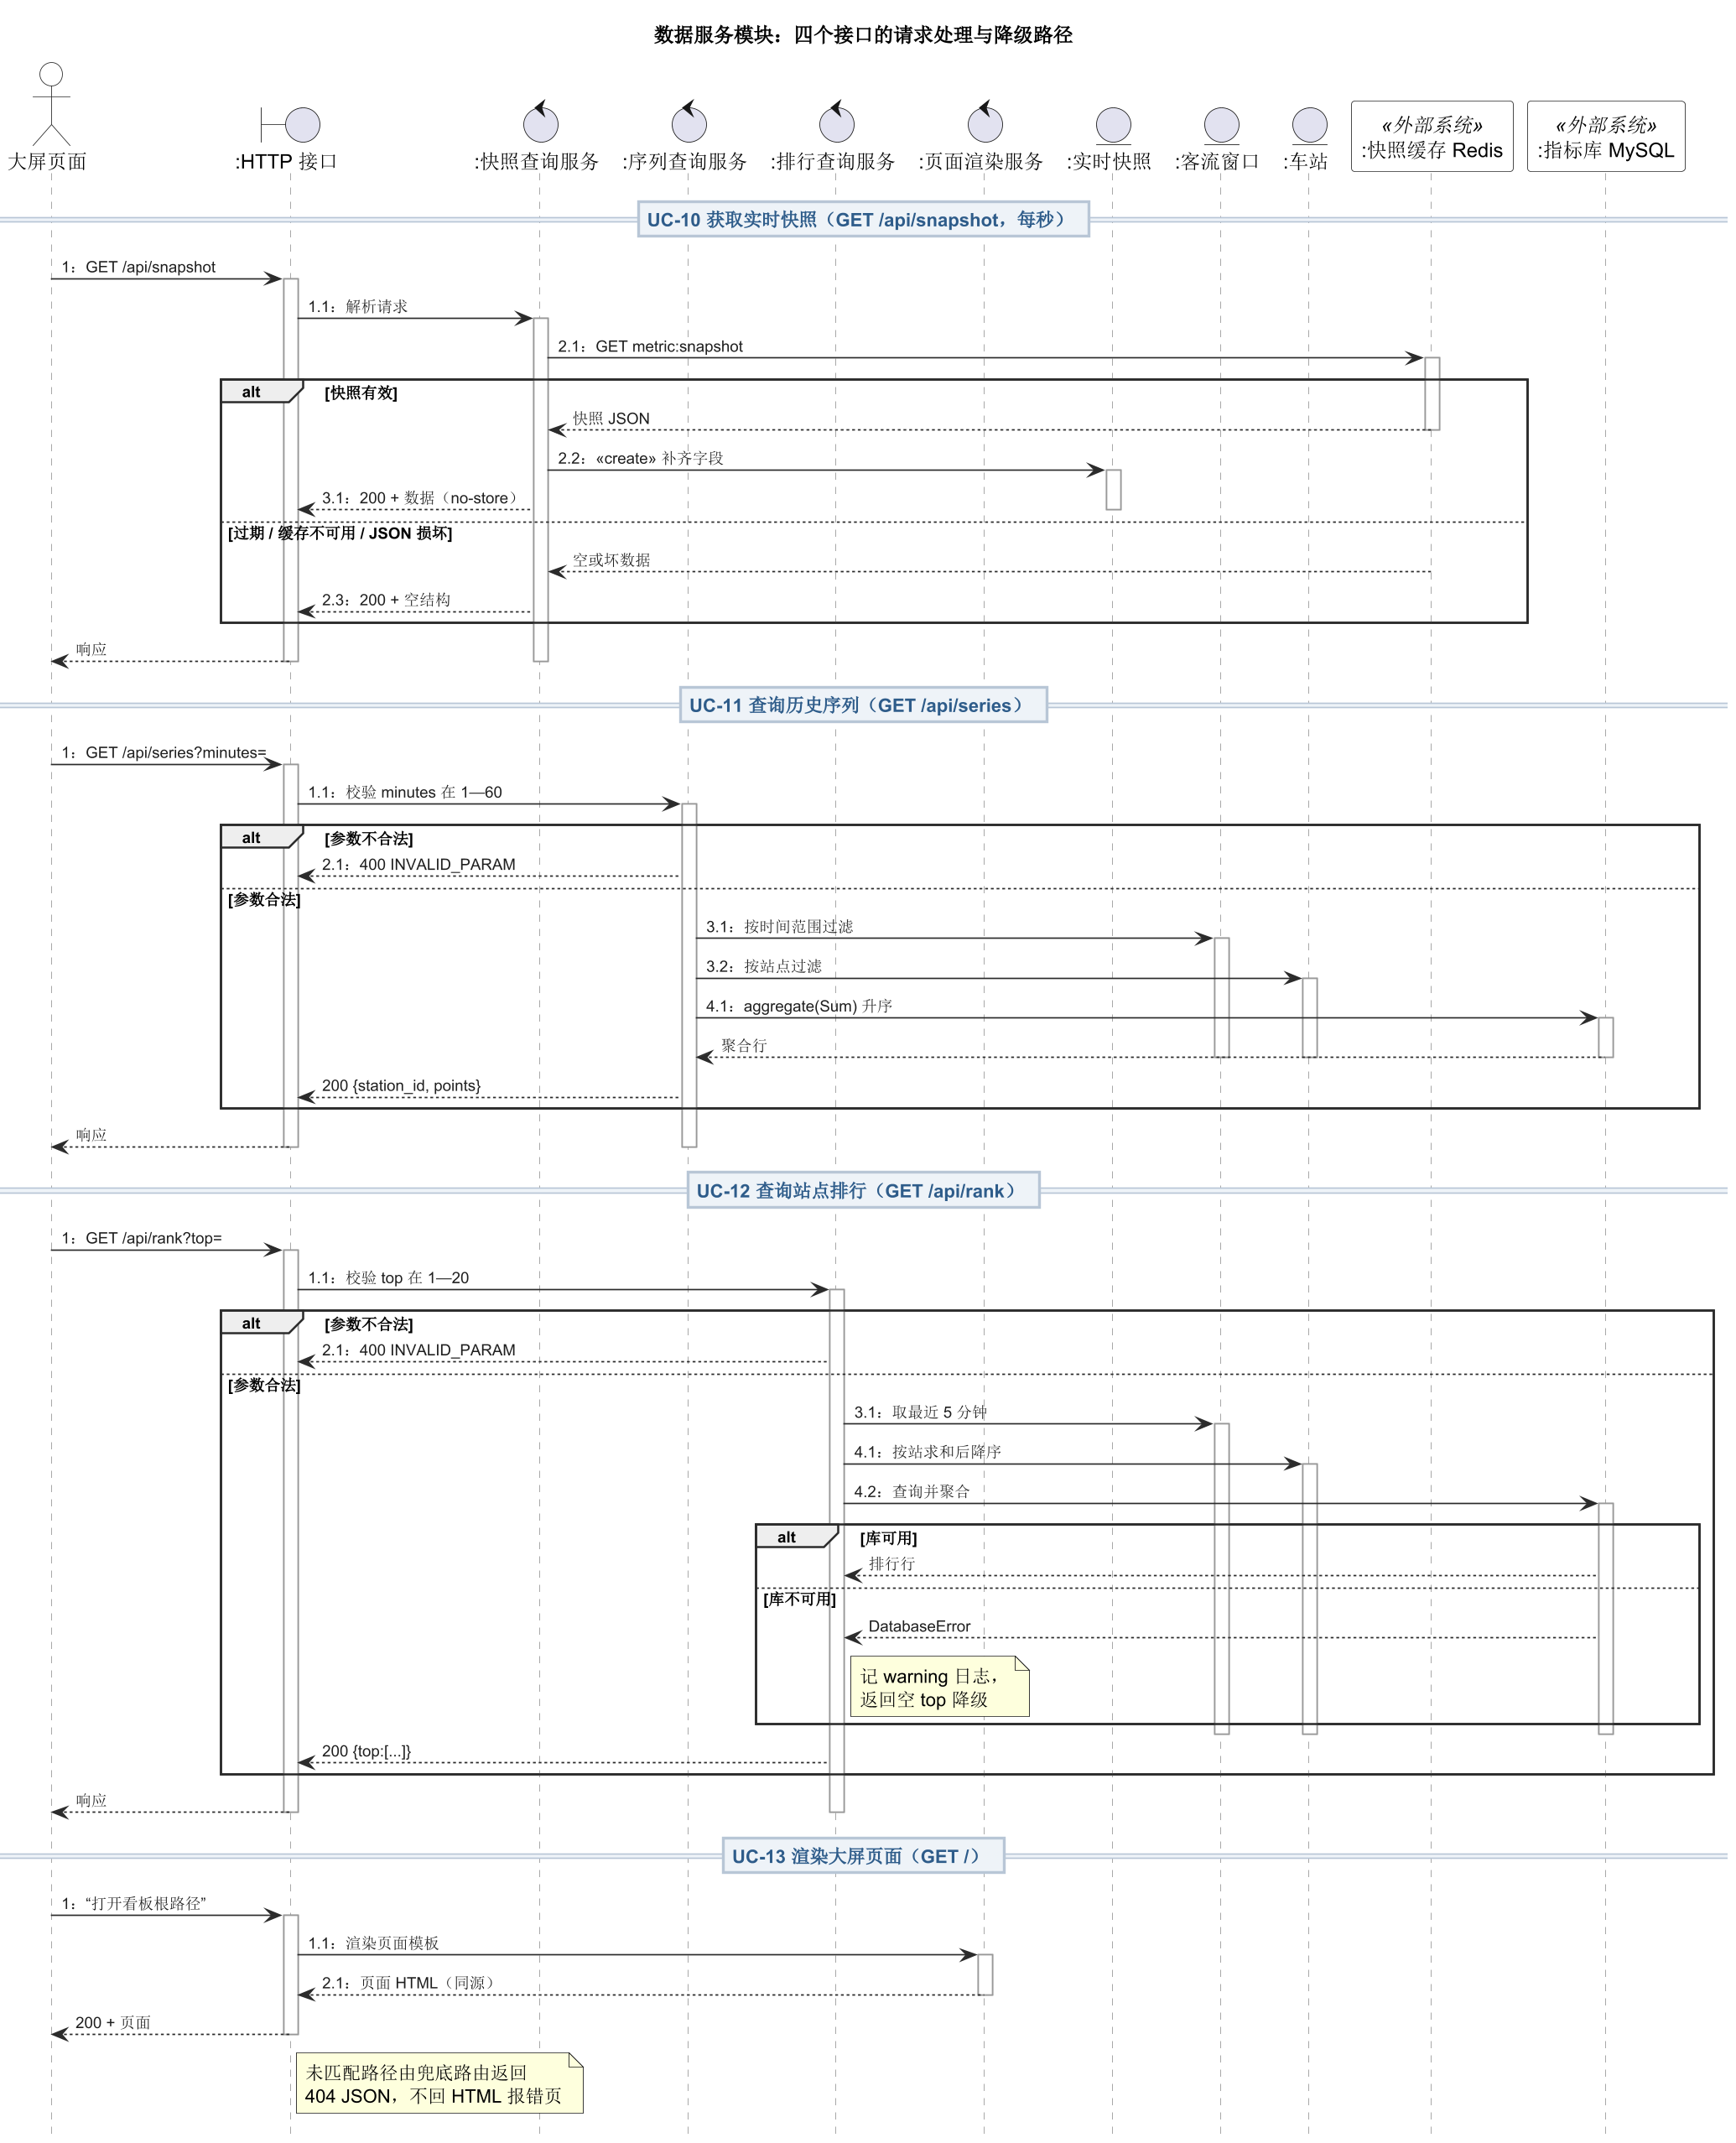 数据服务模块：四个接口的请求处理与降级路径
大屏页面
:HTTP 接口
:快照查询服务
:序列查询服务
:排行查询服务
:页面渲染服务
:实时快照
:客流窗口
:车站
«外部系统»
:快照缓存 Redis
«外部系统»
:指标库 MySQL
UC-10 获取实时快照（GET /api/snapshot，每秒）
1：GET /api/snapshot
1.1：解析请求
2.1：GET metric:snapshot
alt
[快照有效]
快照 JSON
2.2：«create» 补齐字段
3.1：200 + 数据（no-store）
[过期 / 缓存不可用 / JSON 损坏]
空或坏数据
2.3：200 + 空结构
响应
UC-11 查询历史序列（GET /api/series）
1：GET /api/series?minutes=
1.1：校验 minutes 在 1—60
alt
[参数不合法]
2.1：400 INVALID_PARAM
[参数合法]
3.1：按时间范围过滤
3.2：按站点过滤
4.1：aggregate(Sum) 升序
聚合行
200 {station_id, points}
响应
UC-12 查询站点排行（GET /api/rank）
1：GET /api/rank?top=
1.1：校验 top 在 1—20
alt
[参数不合法]
2.1：400 INVALID_PARAM
[参数合法]
3.1：取最近 5 分钟
4.1：按站求和后降序
4.2：查询并聚合
alt
[库可用]
排行行
[库不可用]
DatabaseError
记 warning 日志，
返回空 top 降级
200 {top:[...]}
响应
UC-13 渲染大屏页面（GET /）
1：“打开看板根路径”
1.1：渲染页面模板
2.1：页面 HTML（同源）
200 + 页面
未匹配路径由兜底路由返回
404 JSON，不回 HTML 报错页